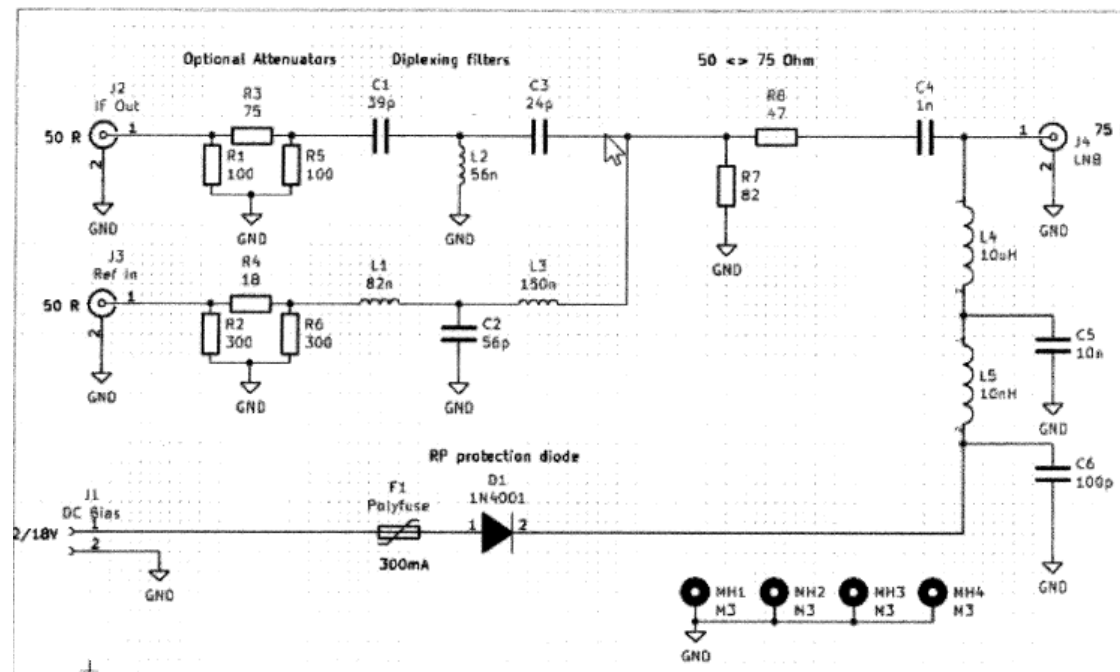 Optional Attenuators
Diplexing filters
50 <> 75 Ohm
J2
IF Out
50 R
1
2
GND
R3
75
R1
100
R5
100
GND
C1
39p
L2
56n
GND
C3
24p
R8
47
R7
82
GND
C4
1n
1
75
J4
LNB
2
GND
J3
Ref In
50 R
1
2
GND
R4
18
R2
300
R6
300
GND
L1
82n
L3
150n
C2
56p
GND
L4
10uH
C5
10n
GND
L5
10nH
C6
100p
GND
RP protection diode
J1
DC Bias
2/18V
1
2
GND
F1
Polyfuse
300mA
D1
1N4001
1
2
MH1
M3
MH2
M3
MH3
M3
MH4
M3
GND